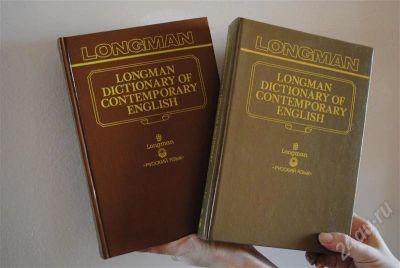 LONGMAN
LONGMAN
DICTIONARY OF
CONTEMPORARY
ENGLISH
Longman
«РУССКИЙ ЯЗЫК»
LONGMAN
LONGMAN
DICTIONARY OF
CONTEMPORARY
ENGLISH
Longman
«РУССКИЙ ЯЗЫК»